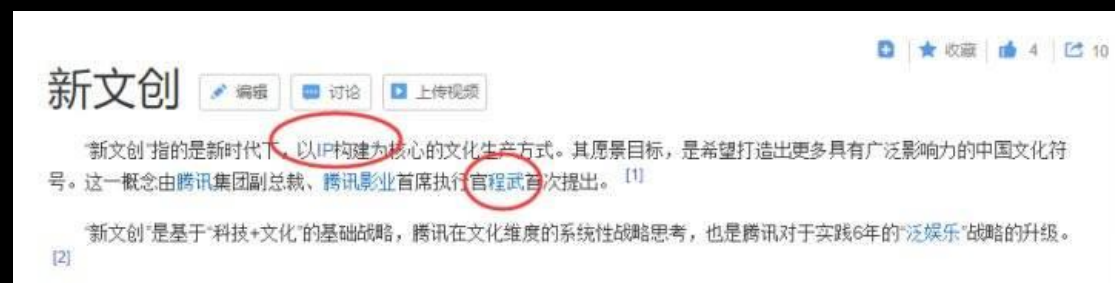 收藏 4 10
新文创 编辑 讨论 上传视频
“新文创”指的是新时代下，以IP构建为核心的文化生产方式。其愿景目标，是希望打造出更多具有广泛影响力的中国文化符
号。这一概念由腾讯集团副总裁、腾讯影业首席执行官程武首次提出。 [1]
“新文创”是基于“科技+文化”的基础战略，腾讯在文化维度的系统性战略思考，也是腾讯对于实践6年的“泛娱乐”战略的升级。
[2]